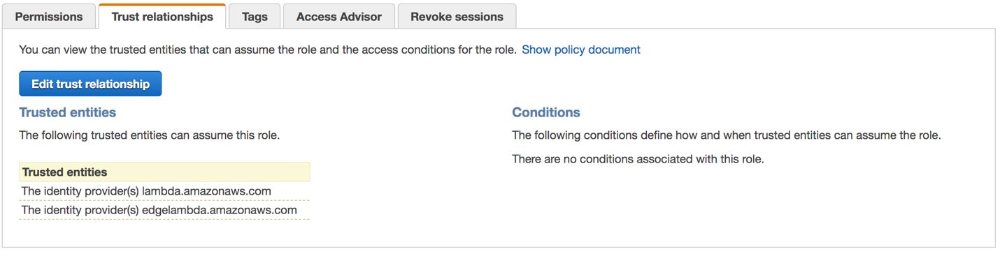 Permissions
Trust relationships
Tags
Access Advisor
Revoke sessions
You can view the trusted entities that can assume the role and the access conditions for the role. Show policy document
Edit trust relationship
Trusted entities
The following trusted entities can assume this role.
Trusted entities
The identity provider(s) lambda.amazonaws.com
The identity provider(s) edgelambda.amazonaws.com
Conditions
The following conditions define how and when trusted entities can assume the role.
There are no conditions associated with this role.